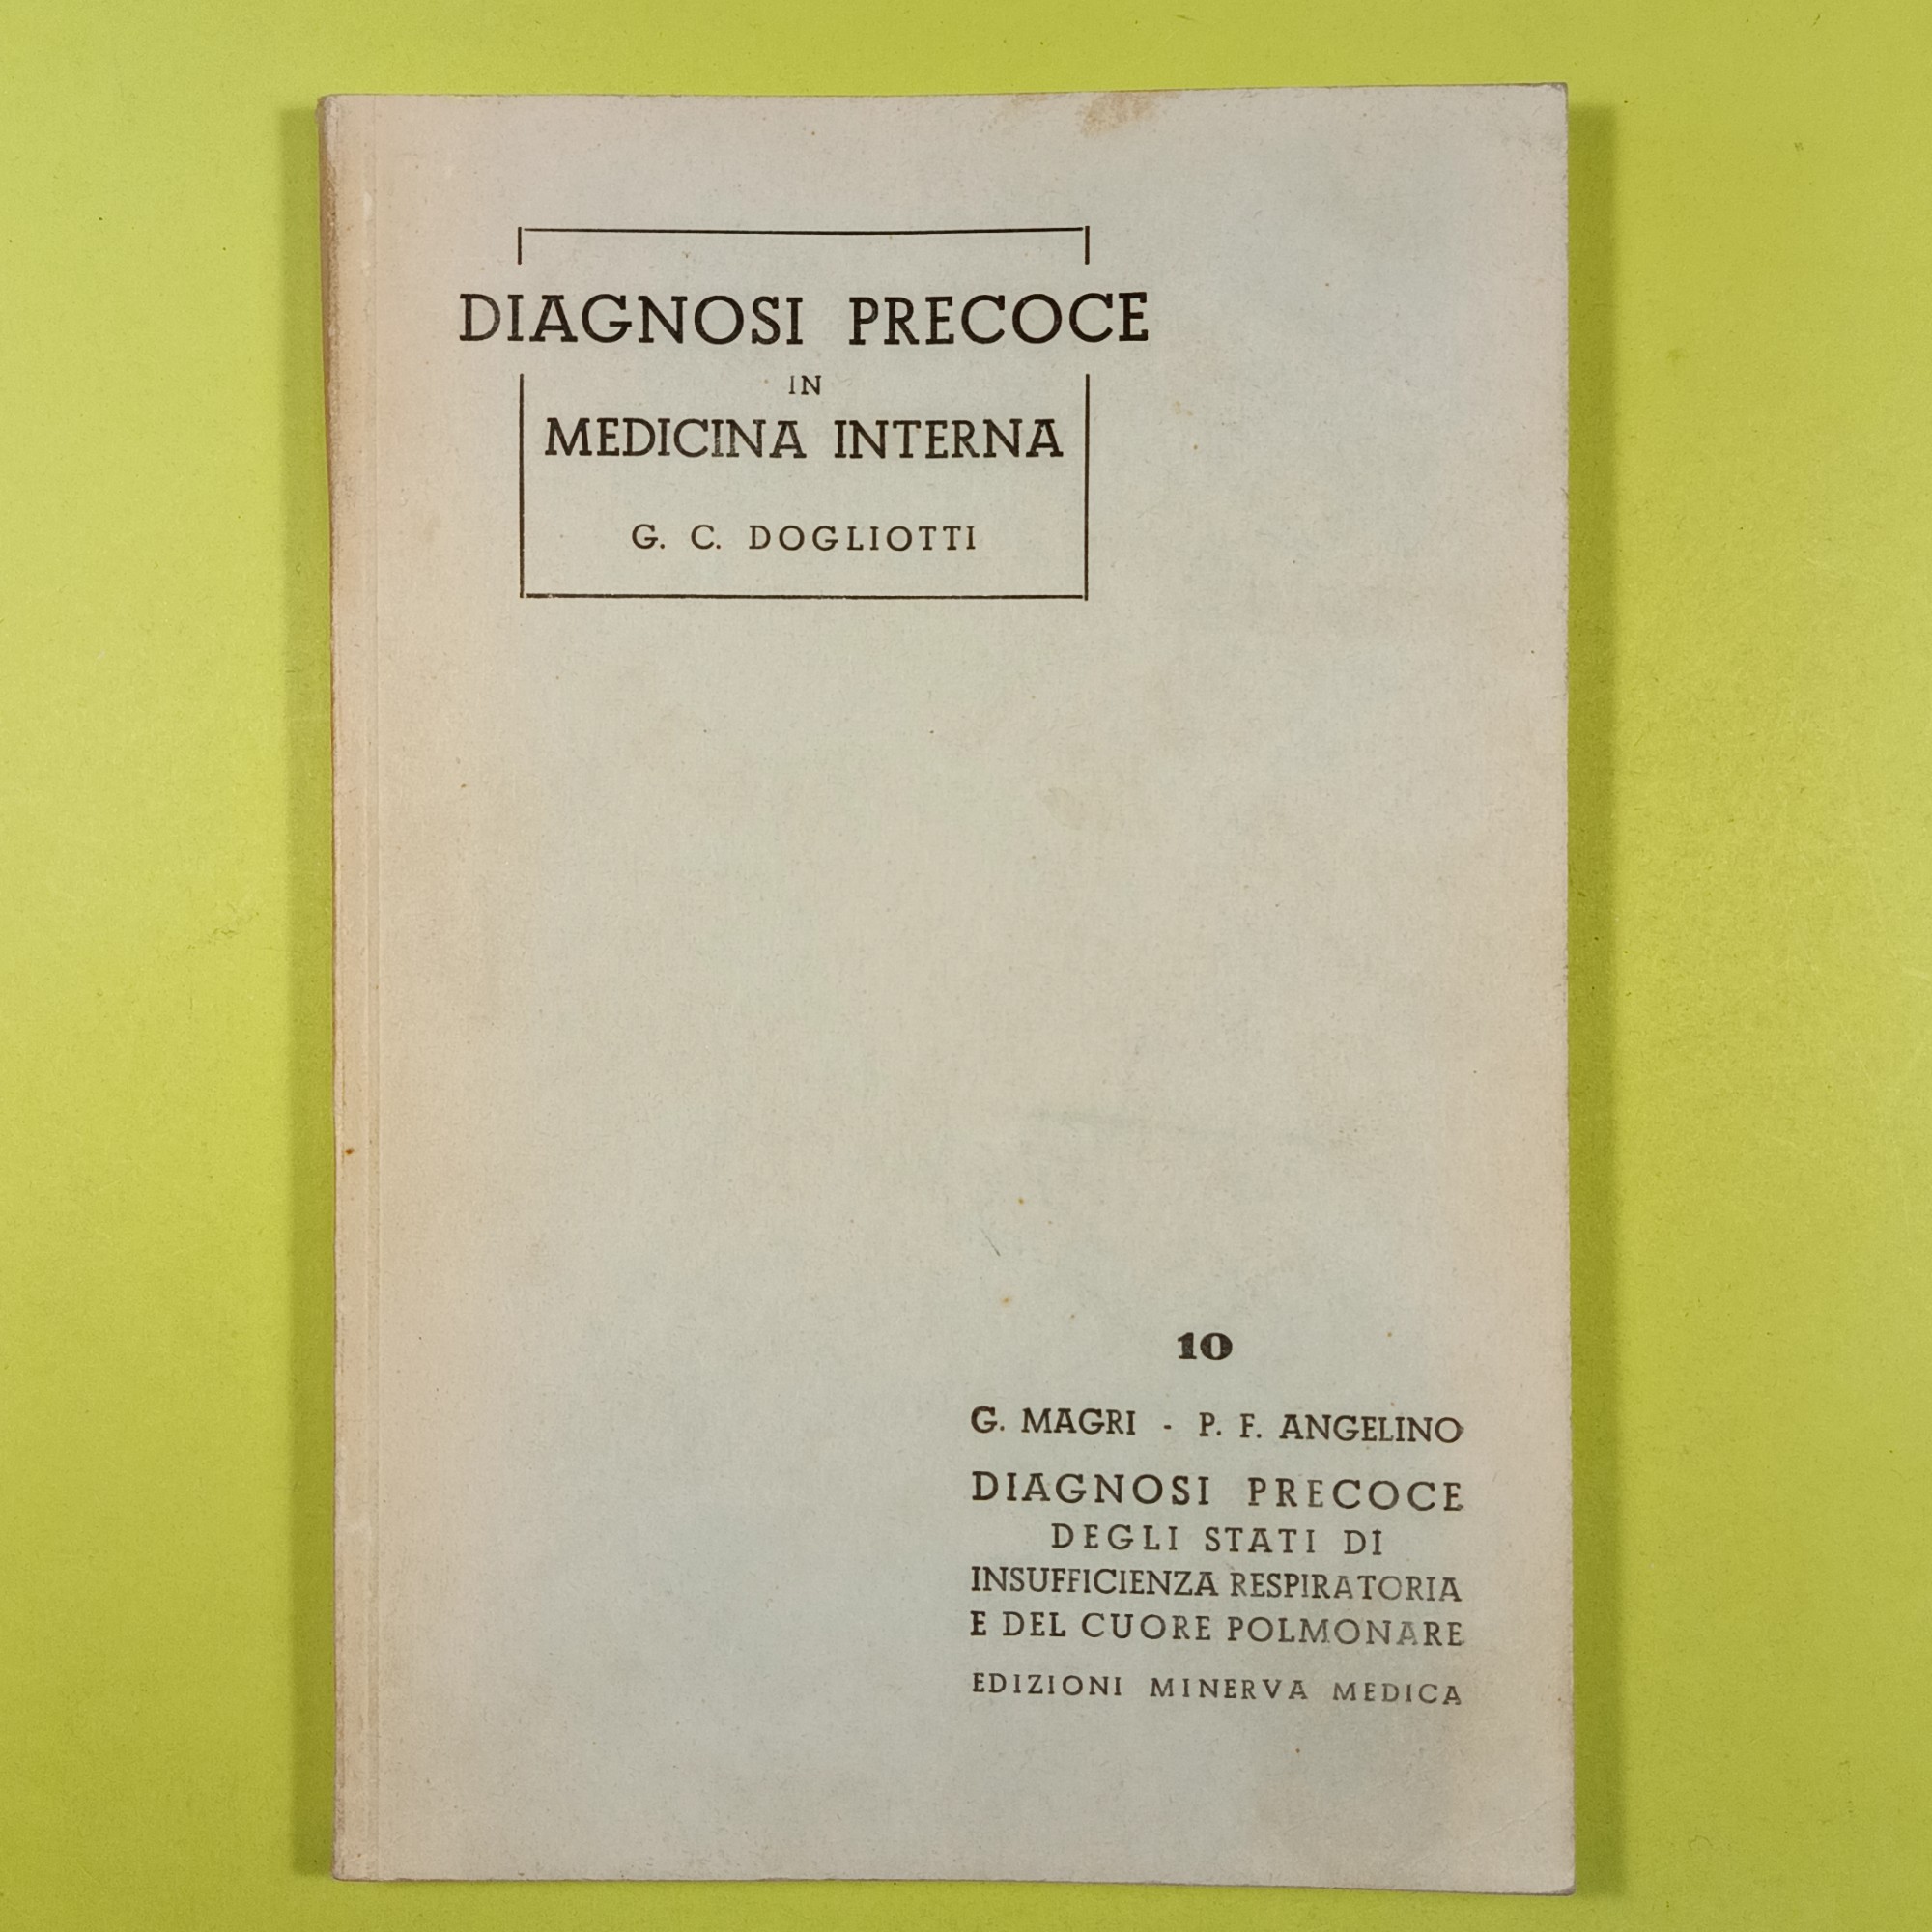 DIAGNOSI PRECOCE
IN
MEDICINA INTERNA
G. C. DOGLIOTTI
10
G. MAGRI - P. F. ANGELINO
DIAGNOSI PRECOCE
DEGLI STATI DI
INSUFFICIENZA RESPIRATORIA
E DEL CUORE POLMONARE
EDIZIONI MINERVA MEDICA